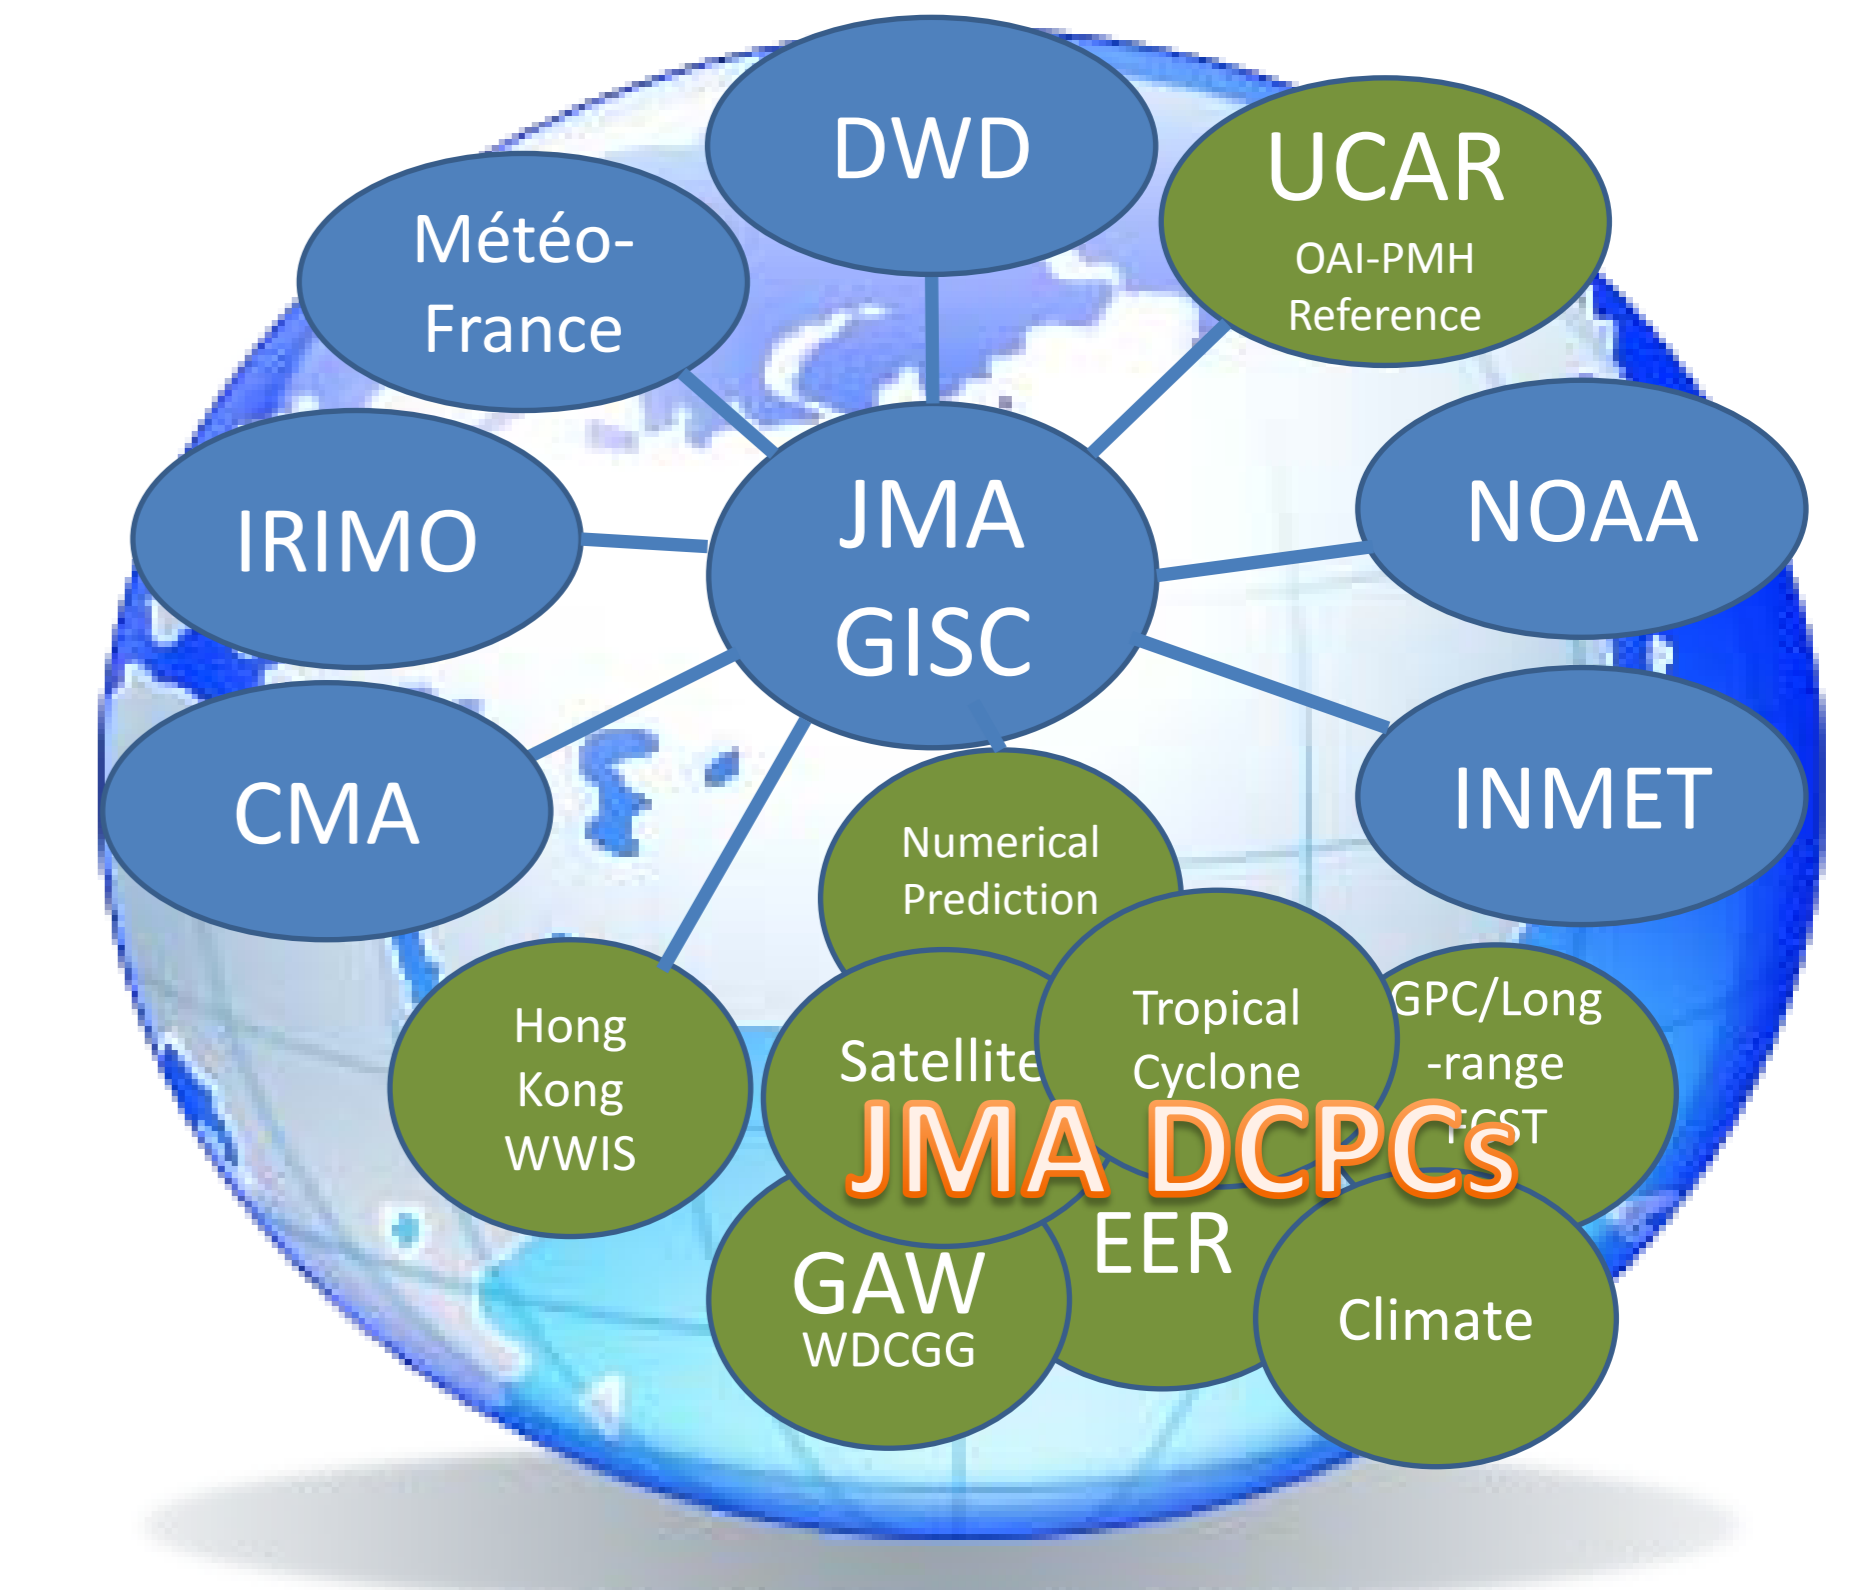 DWD
UCAR
OAI-PMH
Reference
Météo-
France
JMA
GISC
NOAA
IRIMO
INMET
CMA
Numerical
Prediction
Hong
Kong
WWIS
Satellite
Tropical
Cyclone
GPC/Long
-range
FCST
JMA DCPCs
EER
GAW
WDCGG
Climate